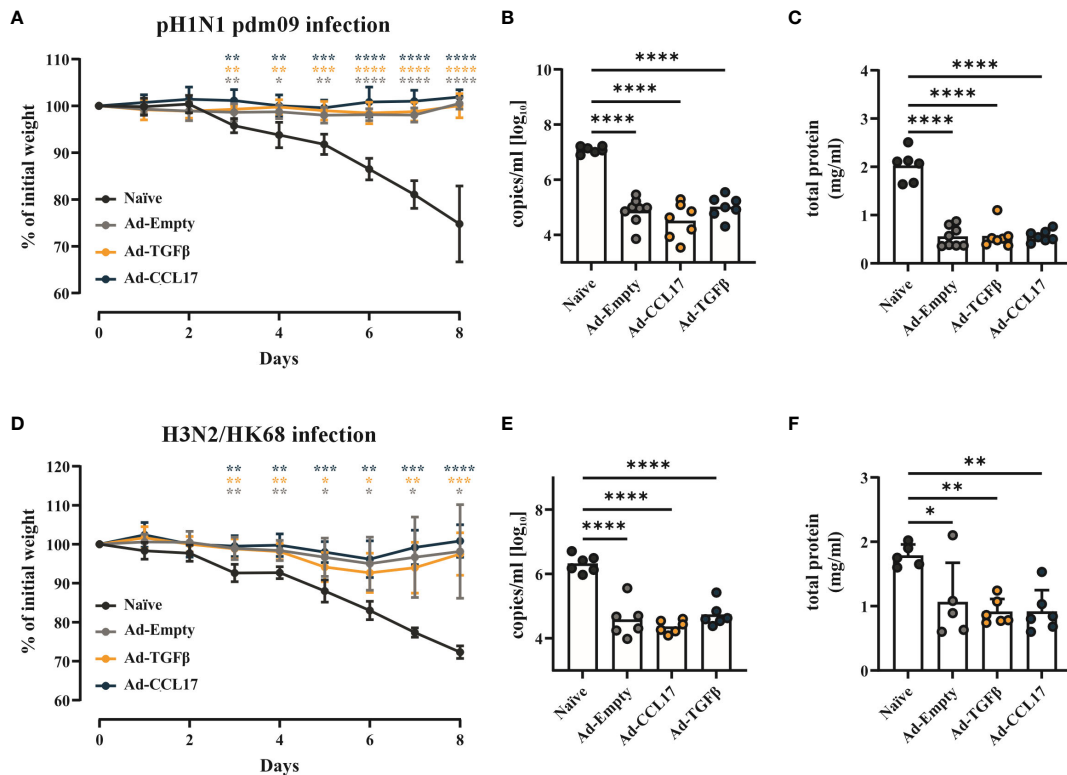 A
pH1N1 pdm09 infection
% of initial weight
110
100
90
80
70
60
** ** *** **** **** ****
** ** *** **** **** ****
** * ** **** **** ****
Naïve
Ad-Empty
Ad-TGFβ
Ad-CCL17
0 2 4 6 8
Days
B
copies/ml [log10]
10
8
6
4
****
****
****
Naïve
Ad-Empty
Ad-CCL17
Ad-TGFβ
C
total protein
(mg/ml)
4
3
2
1
0
****
****
****
Naïve
Ad-Empty
Ad-TGFβ
Ad-CCL17
D
H3N2/HK68 infection
% of initial weight
120
110
100
90
80
70
60
** ** *** ** *** ****
** ** * * ** ***
** ** * * * *
Naïve
Ad-Empty
Ad-TGFβ
Ad-CCL17
0 2 4 6 8
Days
E
copies/ml [log10]
8
6
4
****
****
****
Naïve
Ad-Empty
Ad-CCL17
Ad-TGFβ
F
total protein
(mg/ml)
3
2
1
0
**
**
*
Naïve
Ad-Empty
Ad-TGFβ
Ad-CCL17